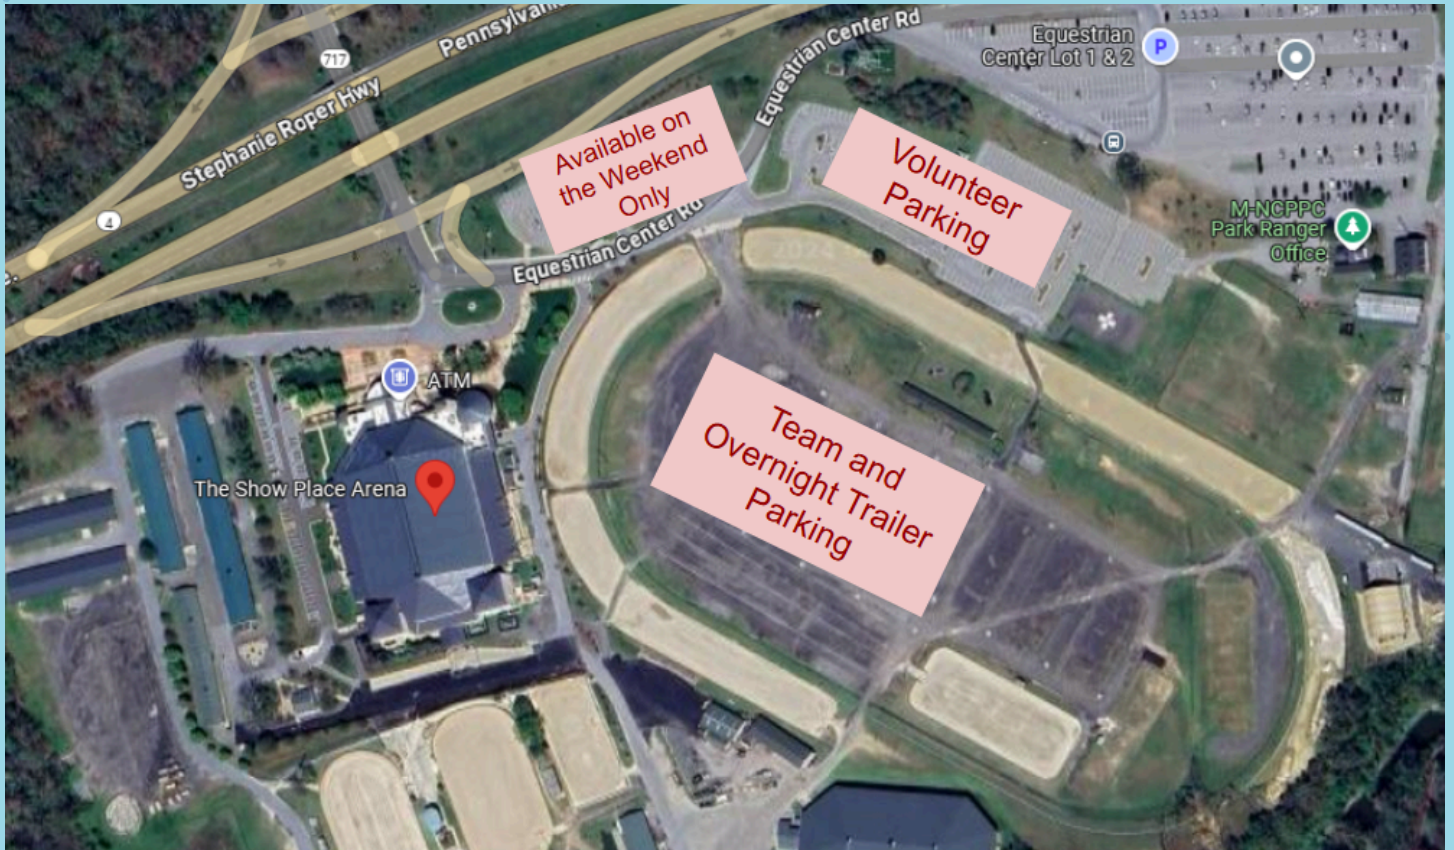 Pennsylvani
Equestrian Center Rd
717
Stephanie Roper Hwy
4
Equestrian
Center Lot 1 & 2
P
Available on
the Weekend
Only
Equestrian Center Rd
Volunteer
Parking
M-NCPPC
Park Ranger
Office
ATM
The Show Place Arena
Team and
Overnight Trailer
Parking